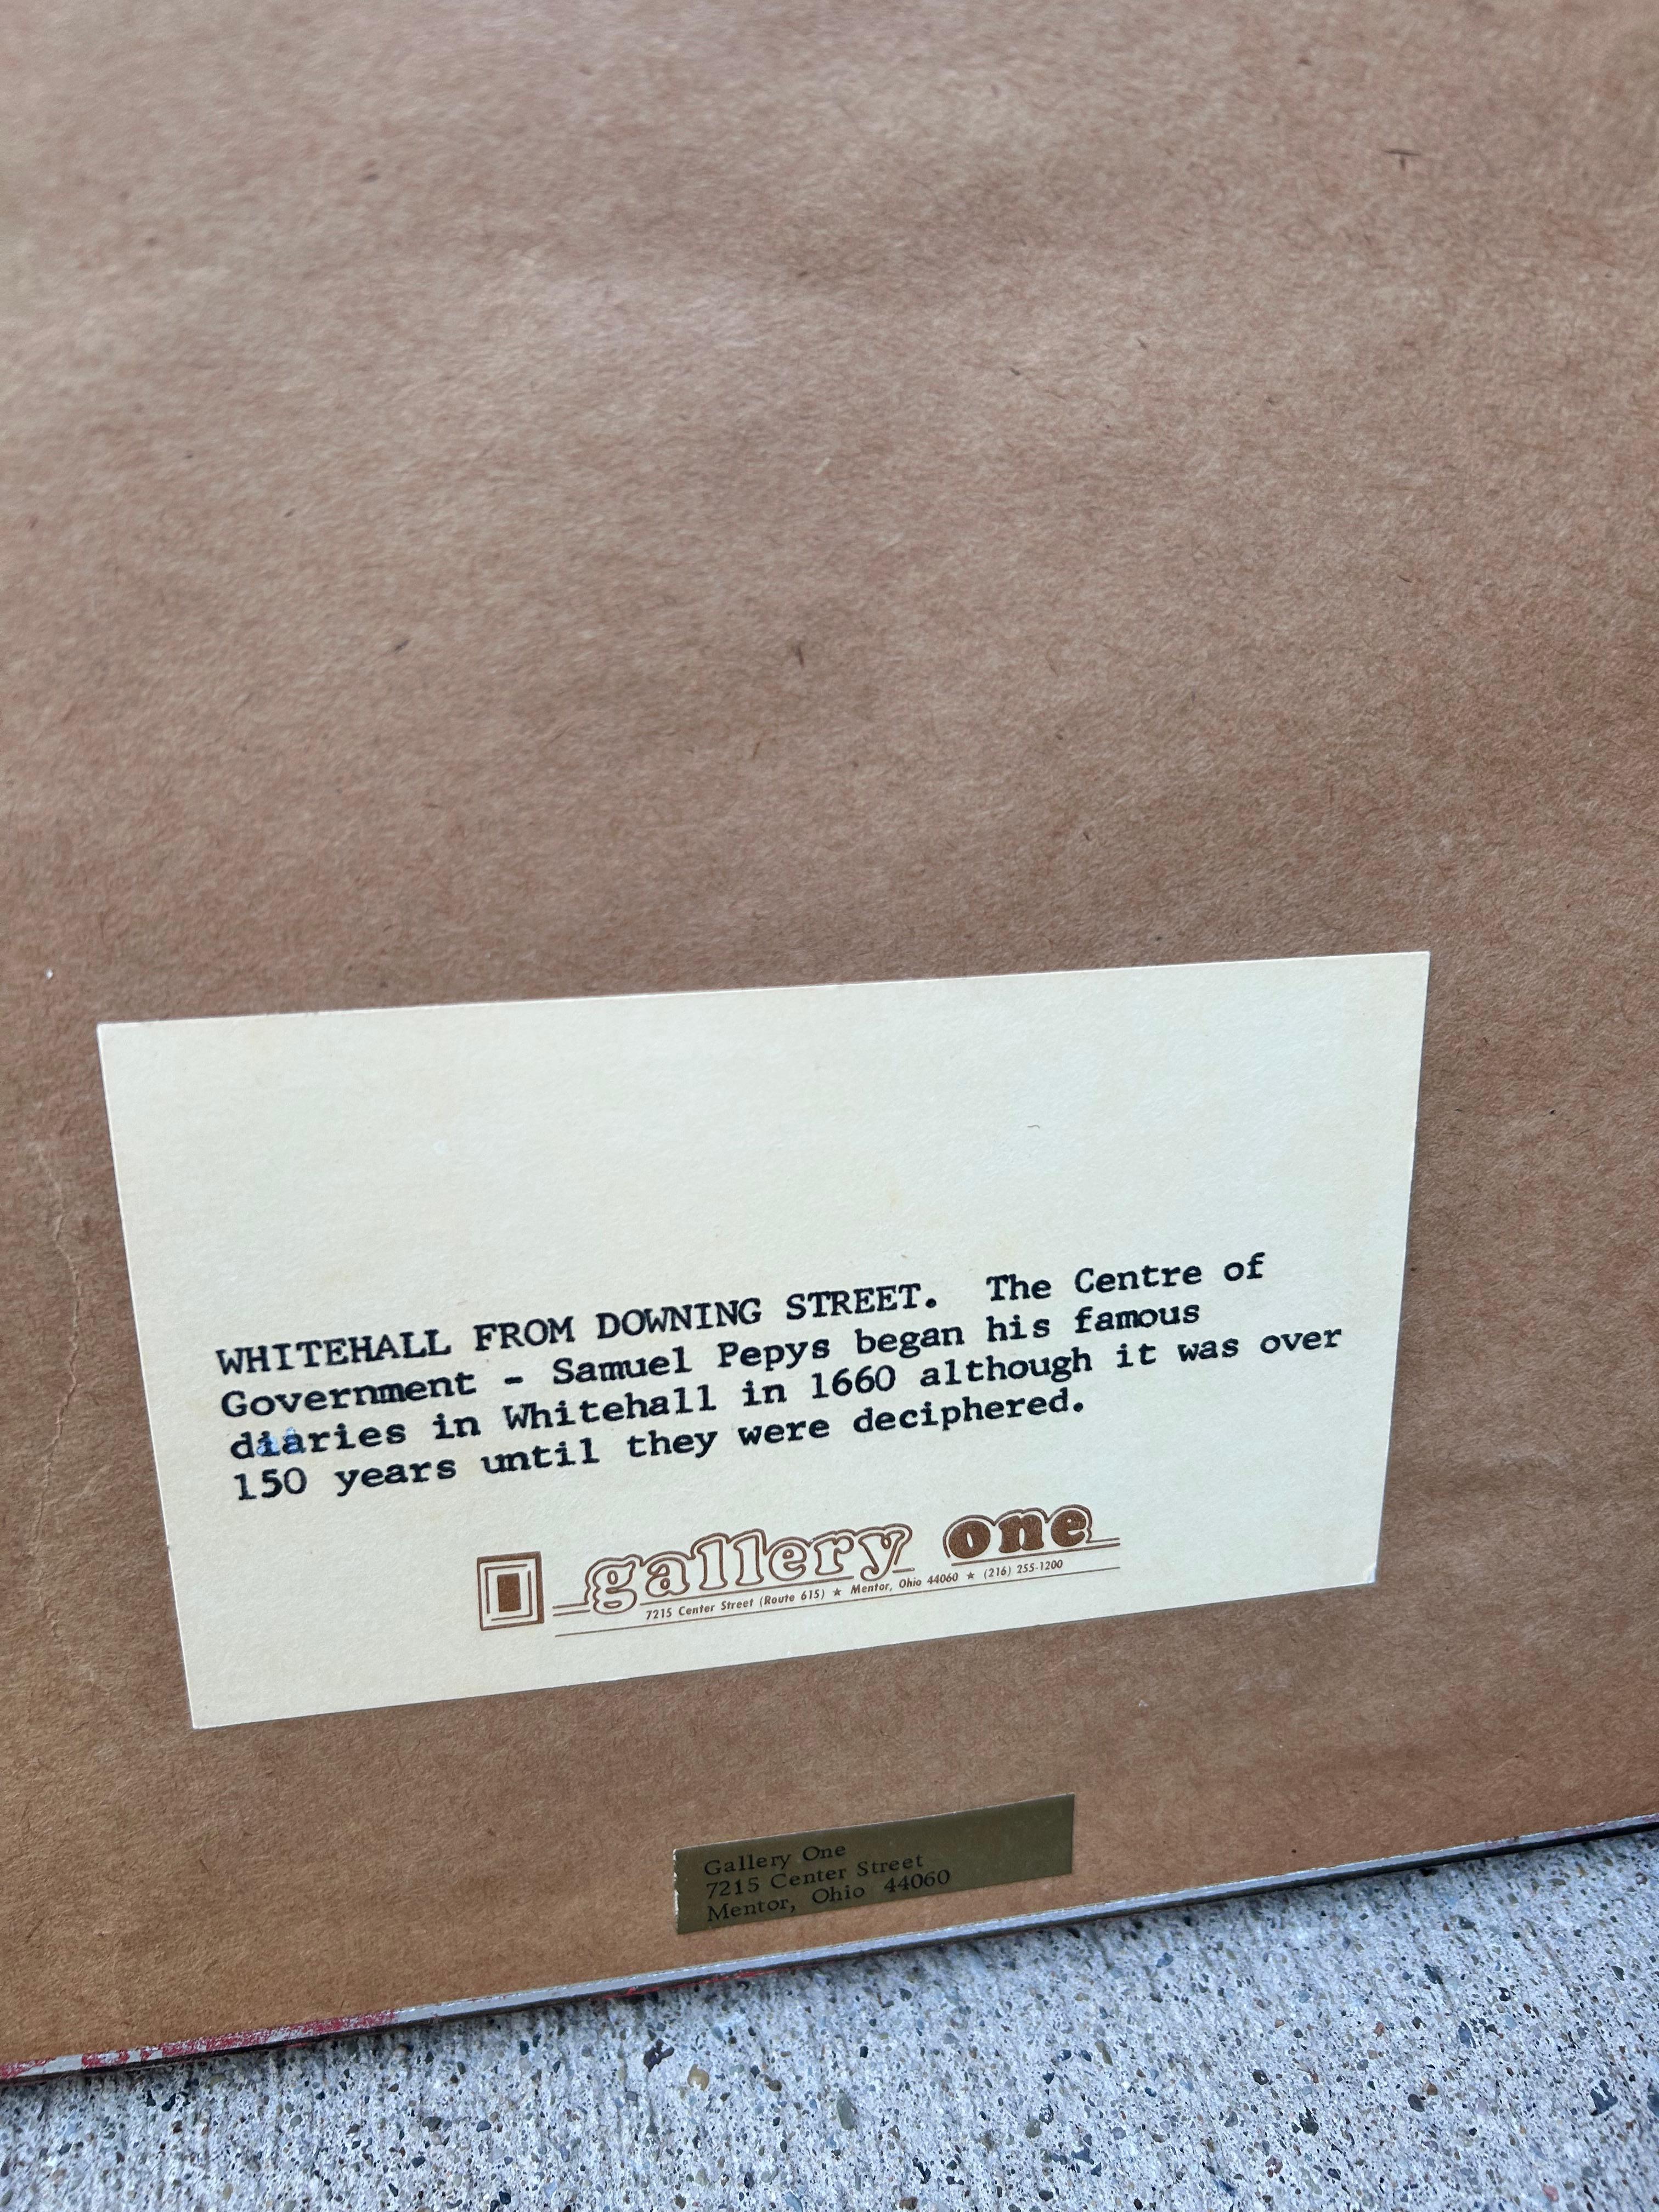 WHITEHALL FROM DOWNING STREET. The Centre of
Government - Samuel Pepys began his famous
diaries in Whitehall in 1660 although it was over
150 years until they were deciphered.
gallery one
7215 Center Street (Route 615) ★ Mentor, Ohio 44060 ★ (216) 255-1200
Gallery One
7215 Center Street
Mentor, Ohio 44060